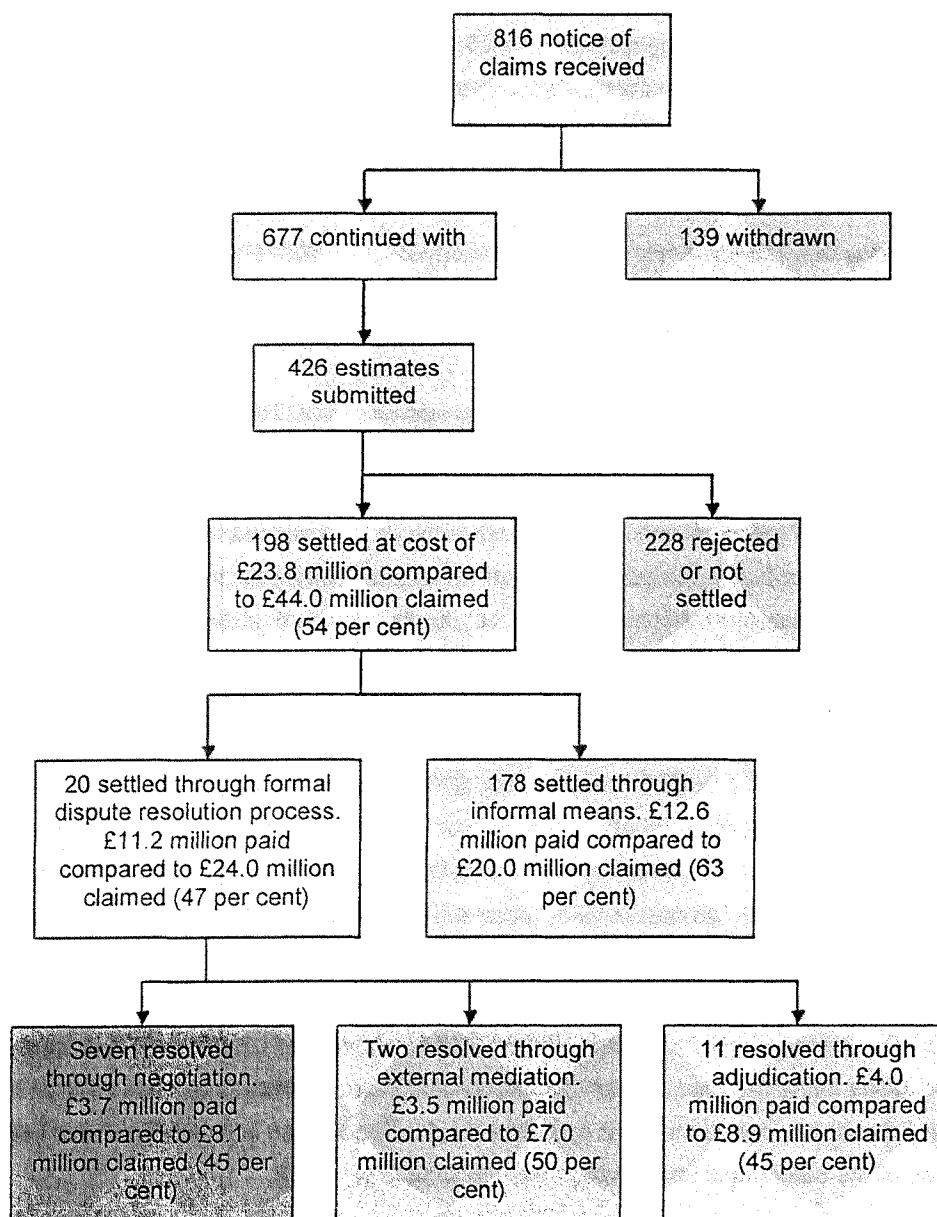 816 notice of
claims received
677 continued with
139 withdrawn
426 estimates
submitted
198 settled at cost of
£23.8 million compared
to £44.0 million claimed
(54 per cent)
228 rejected
or not
settled
20 settled through formal
dispute resolution process.
£11.2 million paid
compared to £24.0 million
claimed (47 per cent)
178 settled through
informal means. £12.6
million paid compared to
£20.0 million claimed (63
per cent)
Seven resolved
through negotiation.
£3.7 million paid
compared to £8.1
million claimed (45 per
cent)
Two resolved through
external mediation.
£3.5 million paid
compared to £7.0
million claimed (50 per
cent)
11 resolved through
adjudication. £4.0
million paid compared
to £8.9 million claimed
(45 per cent)